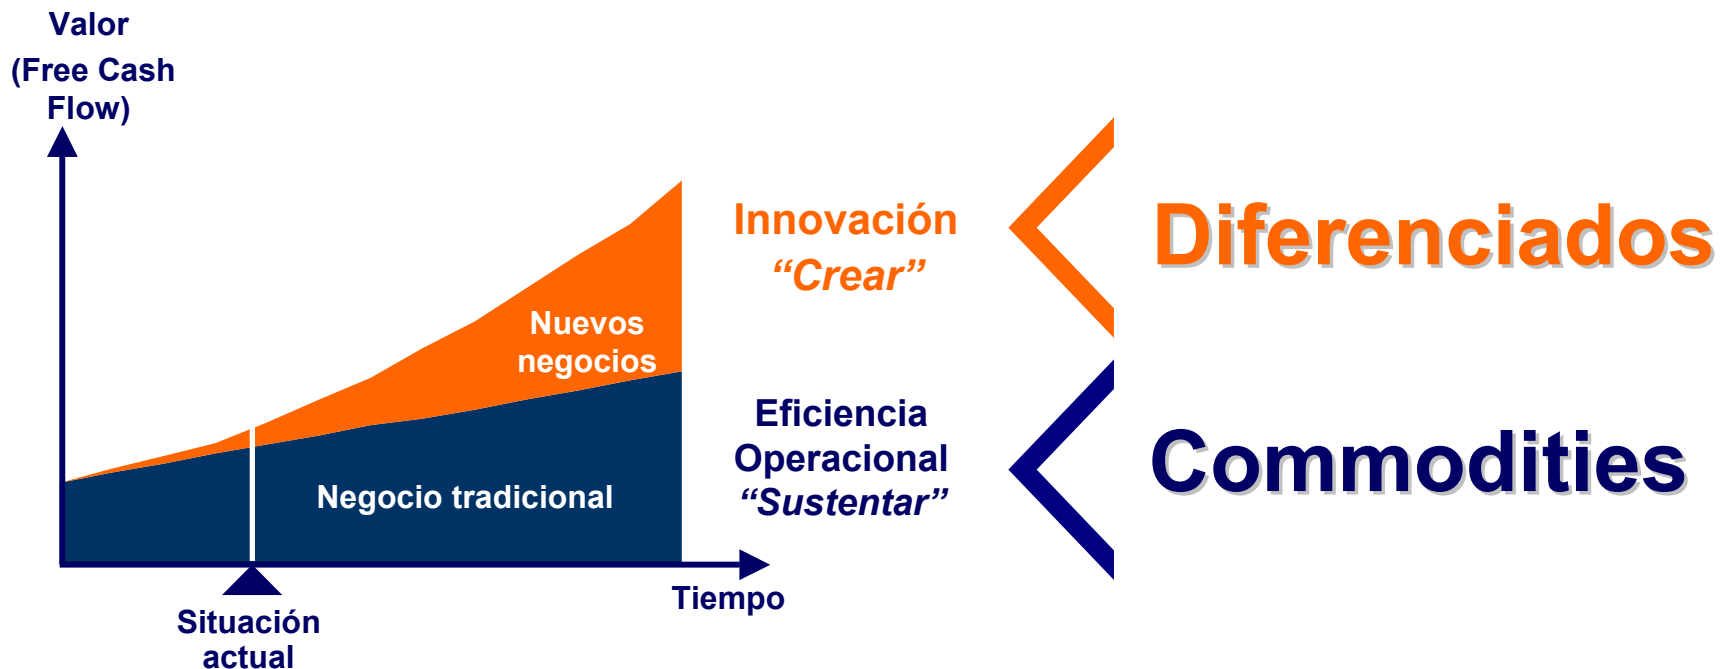 Valor
(Free Cash
Flow)
Innovación
“Crear”
Diferenciados
Nuevos
negocios
Eficiencia
Operacional
“Sustentar”
Commodities
Negocio tradicional
Tiempo
Situación
actual